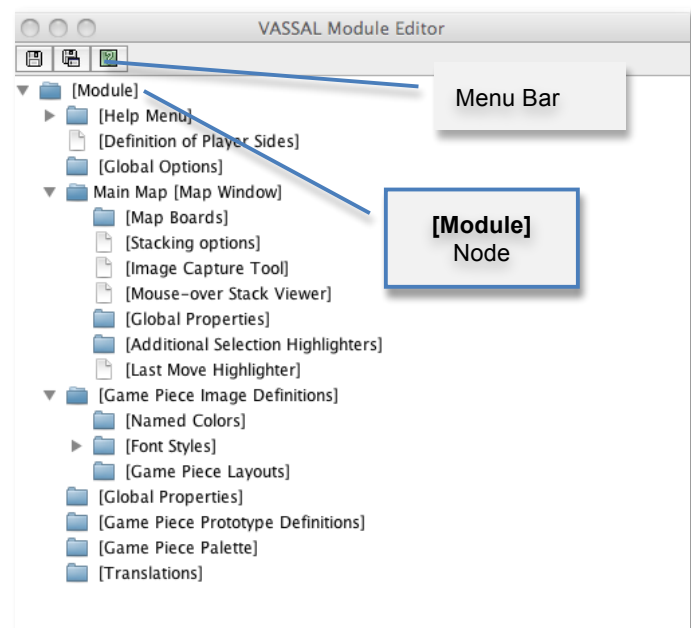 VASSAL Module Editor
Menu Bar
[Module]
[Help Menu]
[Definition of Player Sides]
[Global Options]
Main Map [Map Window]
[Map Boards]
[Module]
Node
[Stacking options]
[Image Capture Tool]
[Mouse-over Stack Viewer]
[Global Properties]
[Additional Selection Highlighters]
[Last Move Highlighter]
[Game Piece Image Definitions]
[Named Colors]
[Font Styles]
[Game Piece Layouts]
[Global Properties]
[Game Piece Prototype Definitions]
[Game Piece Palette]
[Translations]